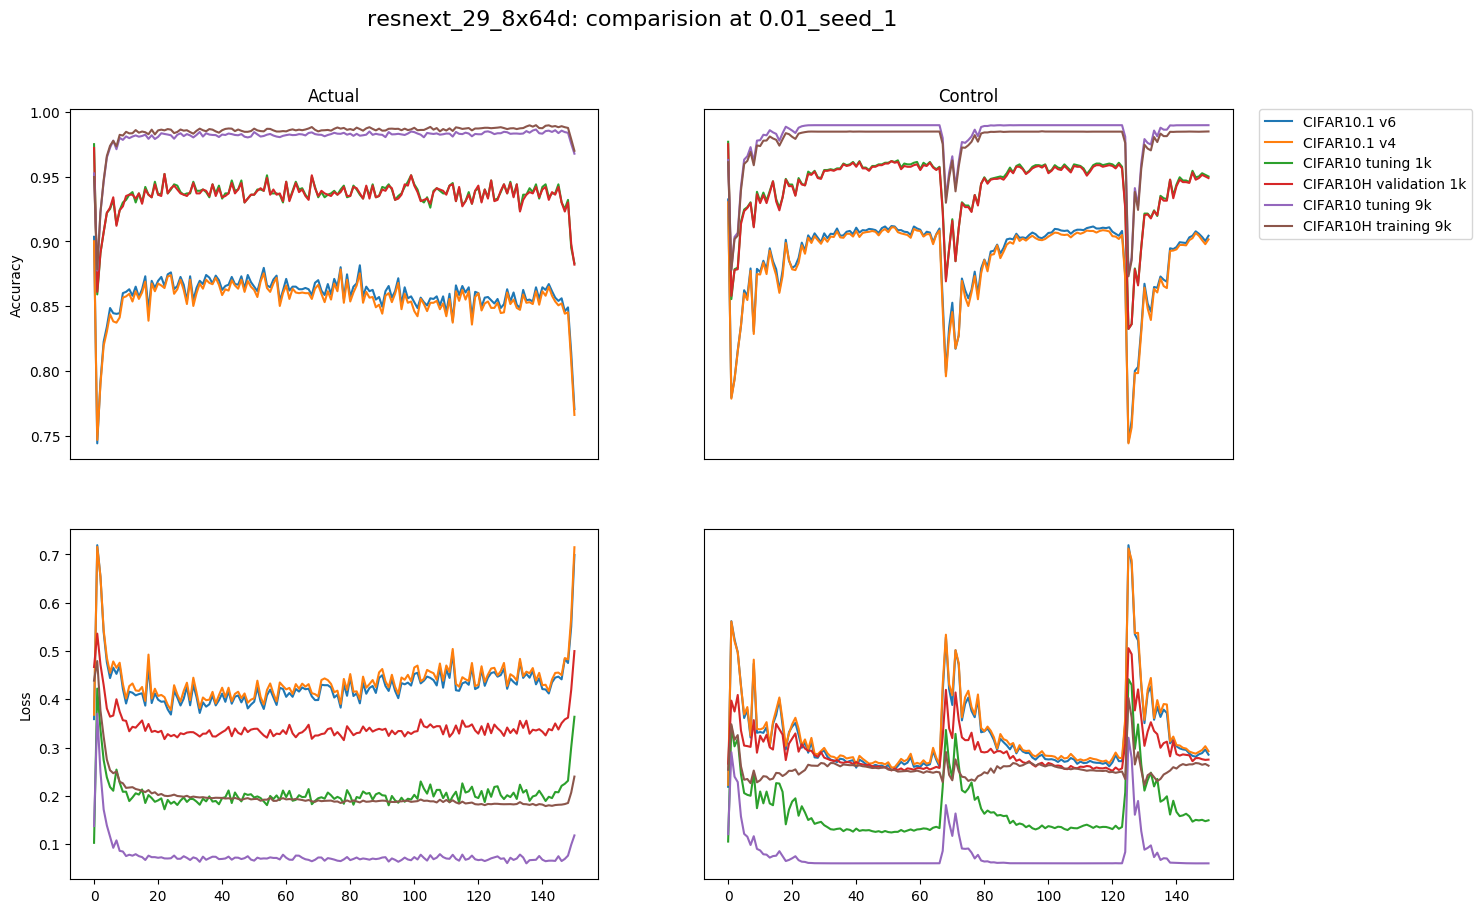 resnext_29_8x64d: comparision at 0.01_seed_1
Actual
Control
Accuracy
1.00
0.95
0.90
0.85
0.80
0.75
CIFAR10.1 v6
CIFAR10.1 v4
CIFAR10 tuning 1k
CIFAR10H validation 1k
CIFAR10 tuning 9k
CIFAR10H training 9k
Loss
0.7
0.6
0.5
0.4
0.3
0.2
0.1
0 20 40 60 80 100 120 140
0 20 40 60 80 100 120 140